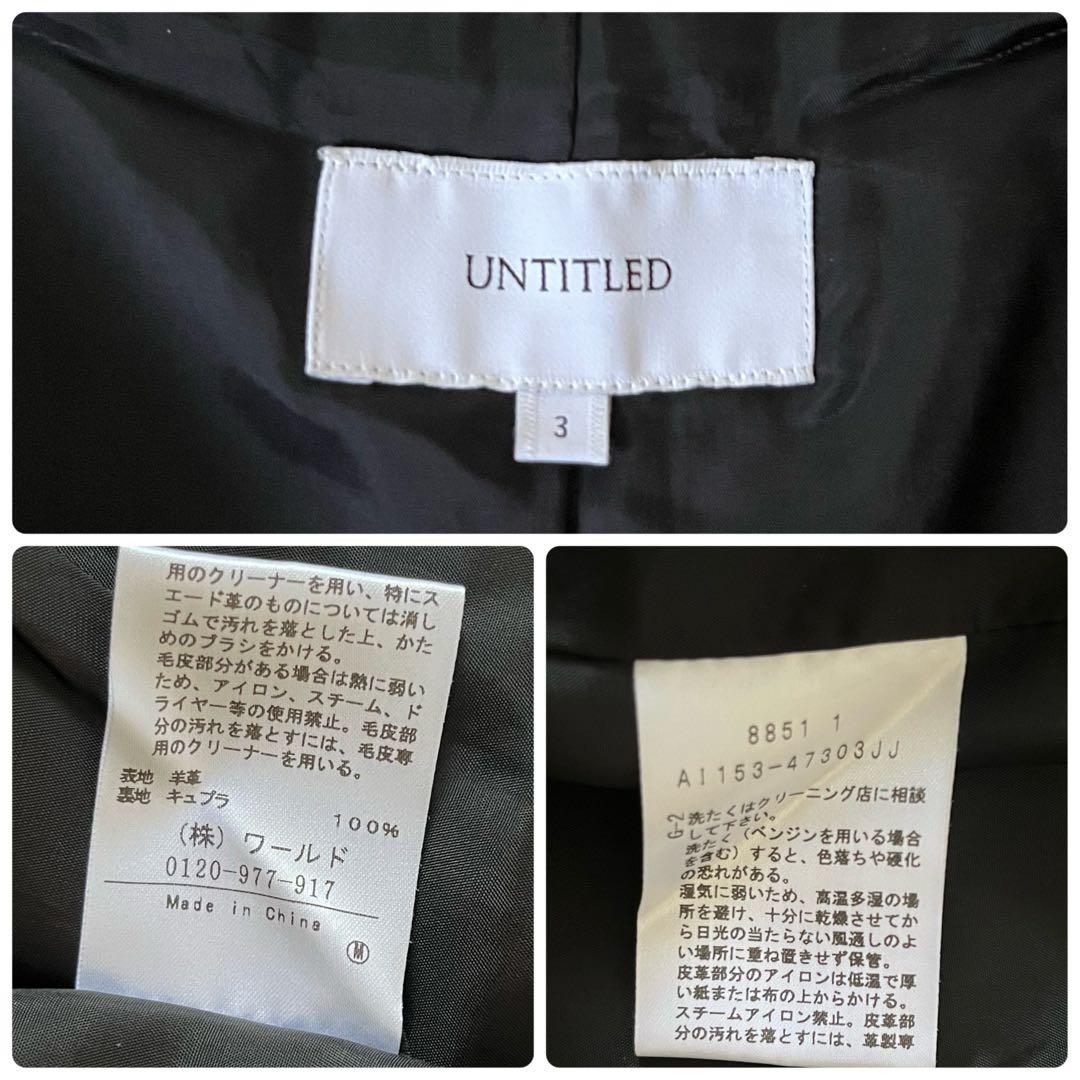 UNTITLED
3
用のクリーナーを用い、特にス
エード革のものについては消し
ゴムで汚れを落とした上、かた
めのブラシをかける。
毛皮部分がある場合は熱に弱い
ため、アイロン、スチーム、ド
ライヤー等の使用禁止。毛皮部
分の汚れを落とすには、毛皮専
用のクリーナーを用いる。
表地 羊革
裏地 キュプラ
100%
(株)ワールド
0120-977-917
Made in China
M
8851 1
AI153-47303JJ
G-2
洗たくはクリーニング店に相談
して下さい。
洗たく(ベンジンを用いる場合
を含む)すると、色落ちや硬化
の恐れがある。
湿気に弱いため、高温多湿の場
所を避け、十分に乾燥させてか
ら日光の当たらない風通しのよ
い場所に重ね置きせず保管。
皮革部分のアイロンは低温で厚
い紙または布の上からかける。
スチームアイロン禁止。皮革部
分の汚れを落とすには、革製専